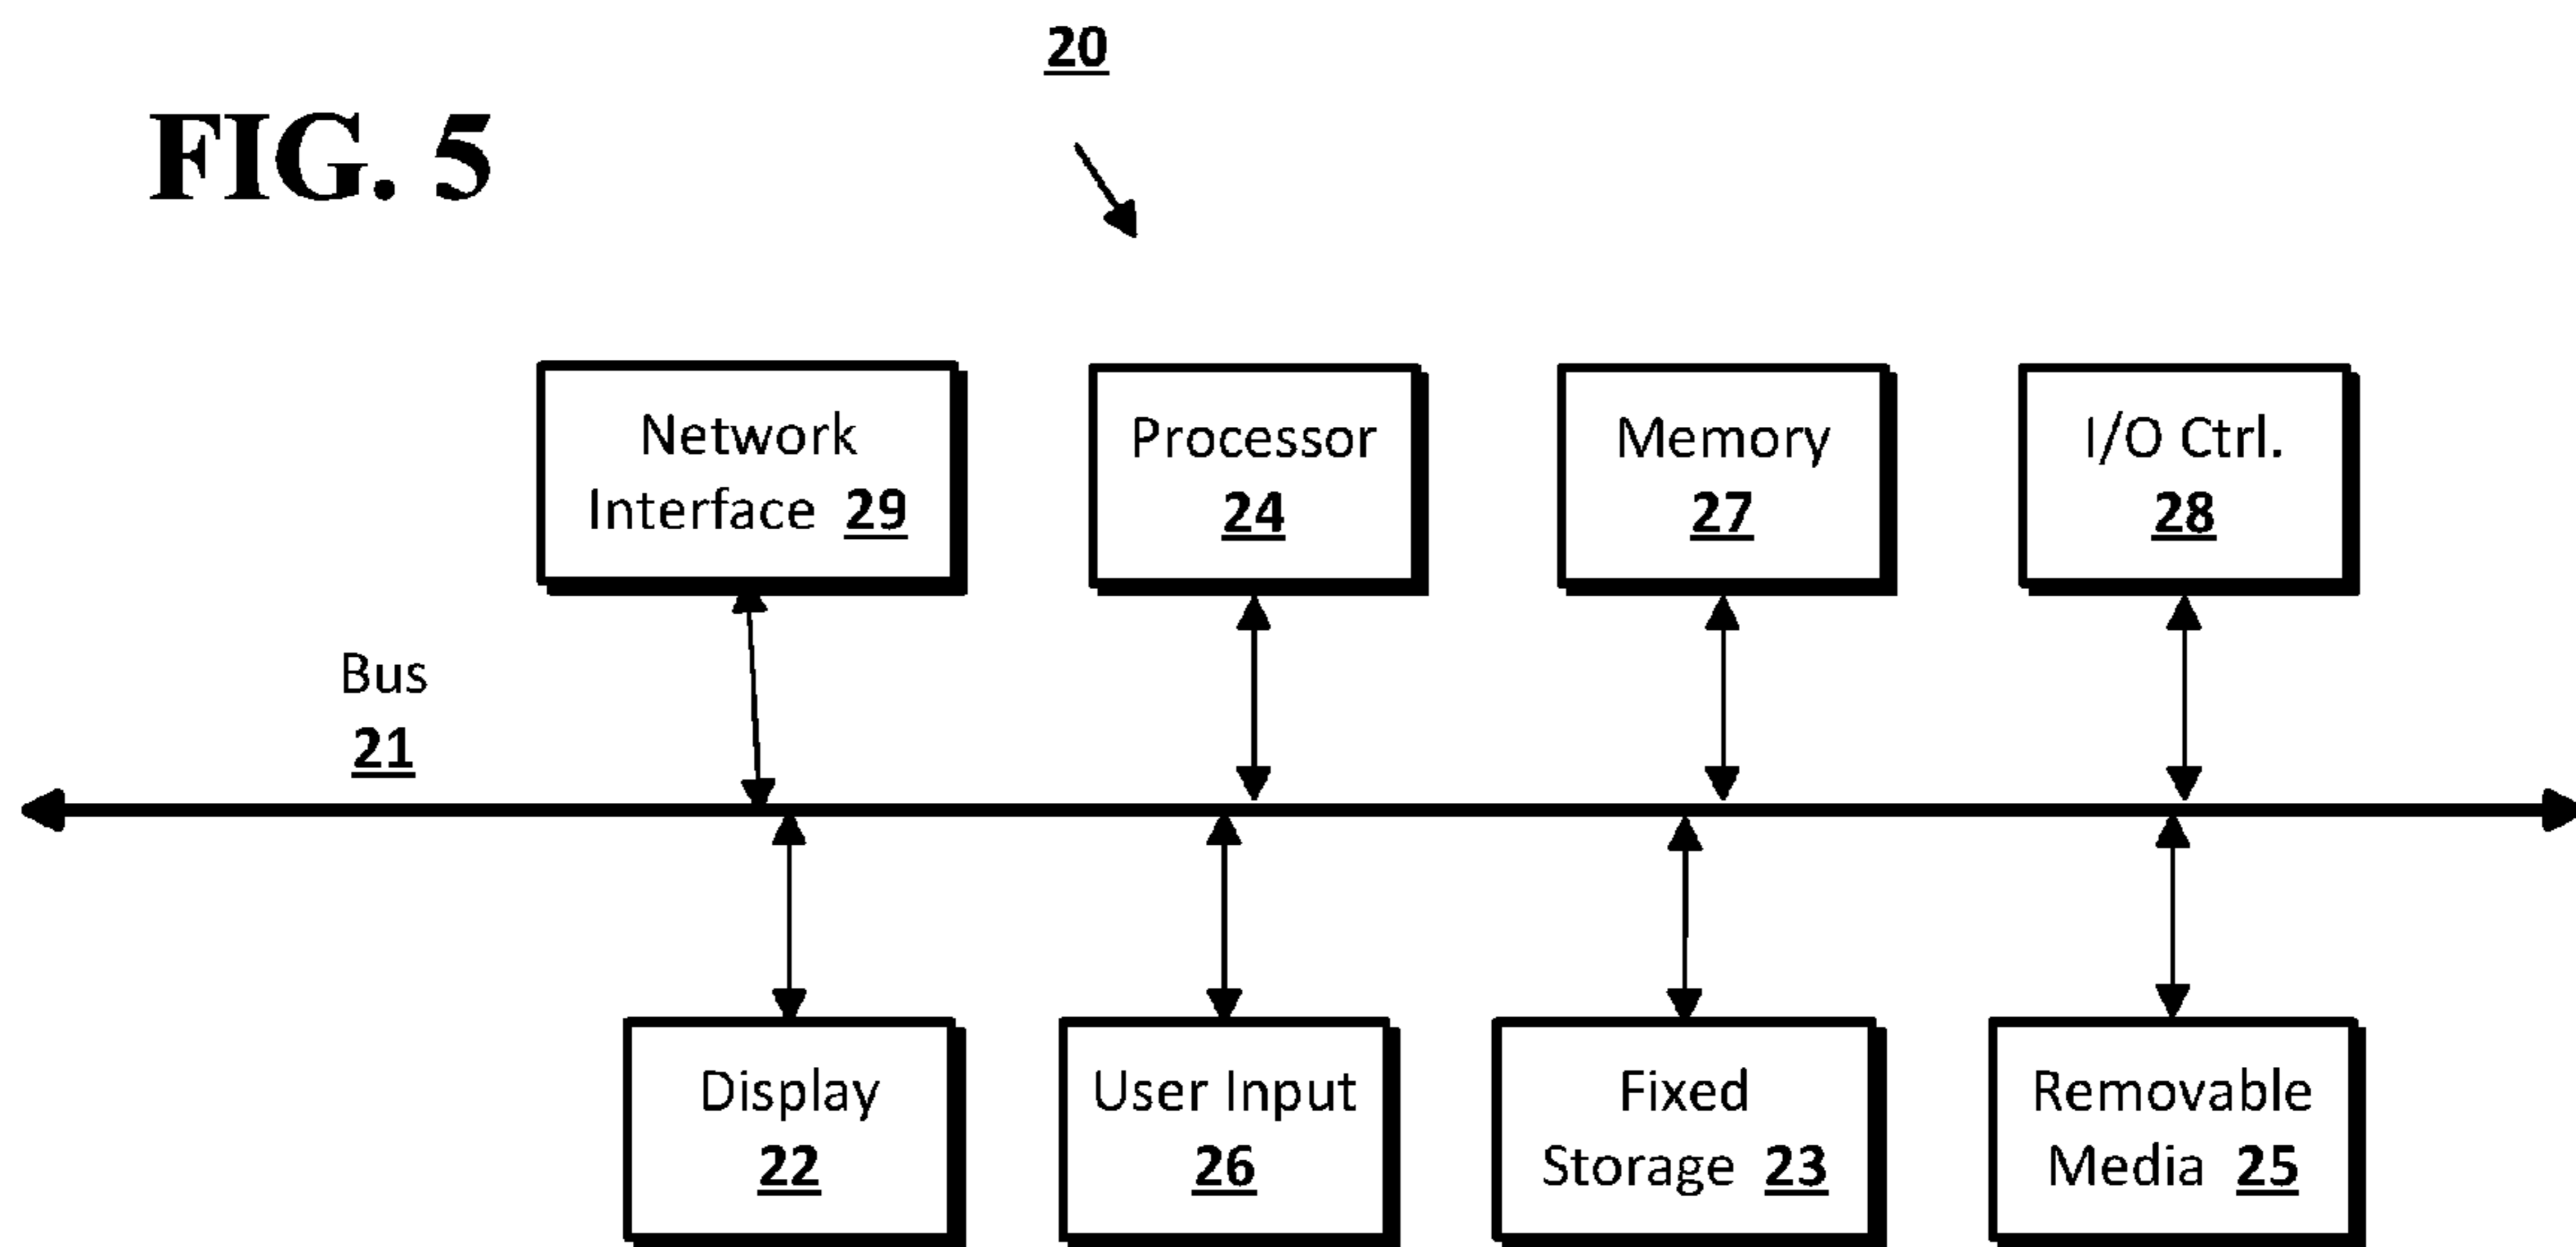 20
FIG. 5
Network
Interface 29
Processor
24
Memory
27
I/O Ctrl.
28
Bus
21
Display
22
User Input
26
Fixed
Storage 23
Removable
Media 25